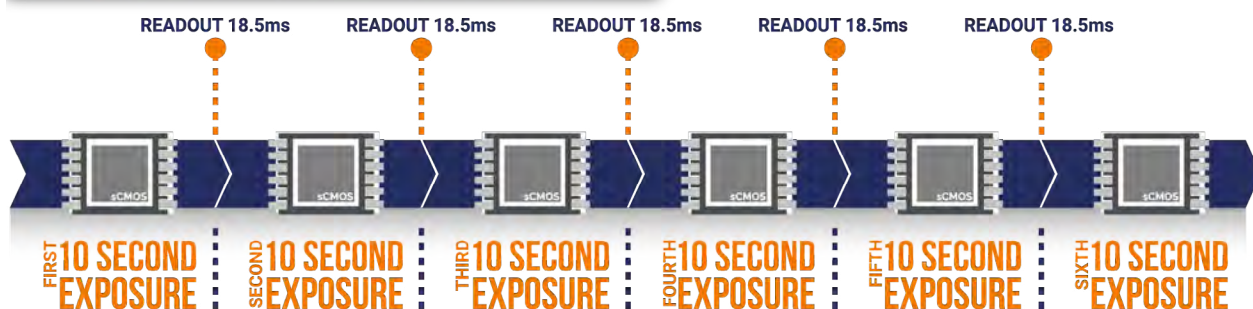 READOUT 18.5ms READOUT 18.5ms READOUT 18.5ms READOUT 18.5ms READOUT 18.5ms
sCMOS sCMOS sCMOS sCMOS sCMOS sCMOS
FIRST 10 SECOND EXPOSURE
SECOND 10 SECOND EXPOSURE
THIRD 10 SECOND EXPOSURE
FOURTH 10 SECOND EXPOSURE
FIFTH 10 SECOND EXPOSURE
SIXTH 10 SECOND EXPOSURE